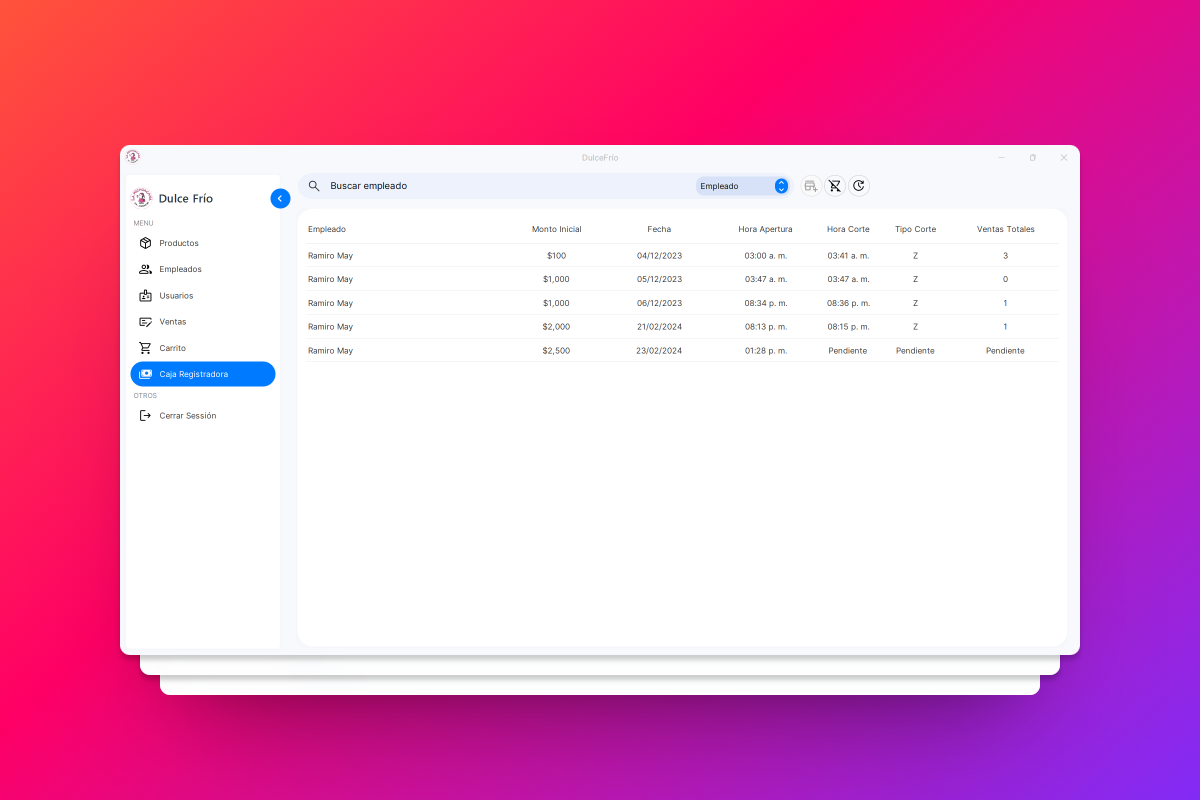 DulceFrío
Dulce Frío
MENU
Productos
Empleados
Usuarios
Ventas
Carrito
Caja Registradora
OTROS
Cerrar Sesión
Buscar empleado
Empleado
Empleado Monto Inicial Fecha Hora Apertura Hora Corte Tipo Corte Ventas Totales
Ramiro May $100 04/12/2023 03:00 a. m. 03:41 a. m. Z 3
Ramiro May $1,000 05/12/2023 03:47 a. m. 03:47 a. m. Z 0
Ramiro May $1,000 06/12/2023 08:34 p. m. 08:36 p. m. Z 1
Ramiro May $2,000 21/02/2024 08:13 p. m. 08:15 p. m. Z 1
Ramiro May $2,500 23/02/2024 01:28 p. m. Pendiente Pendiente Pendiente